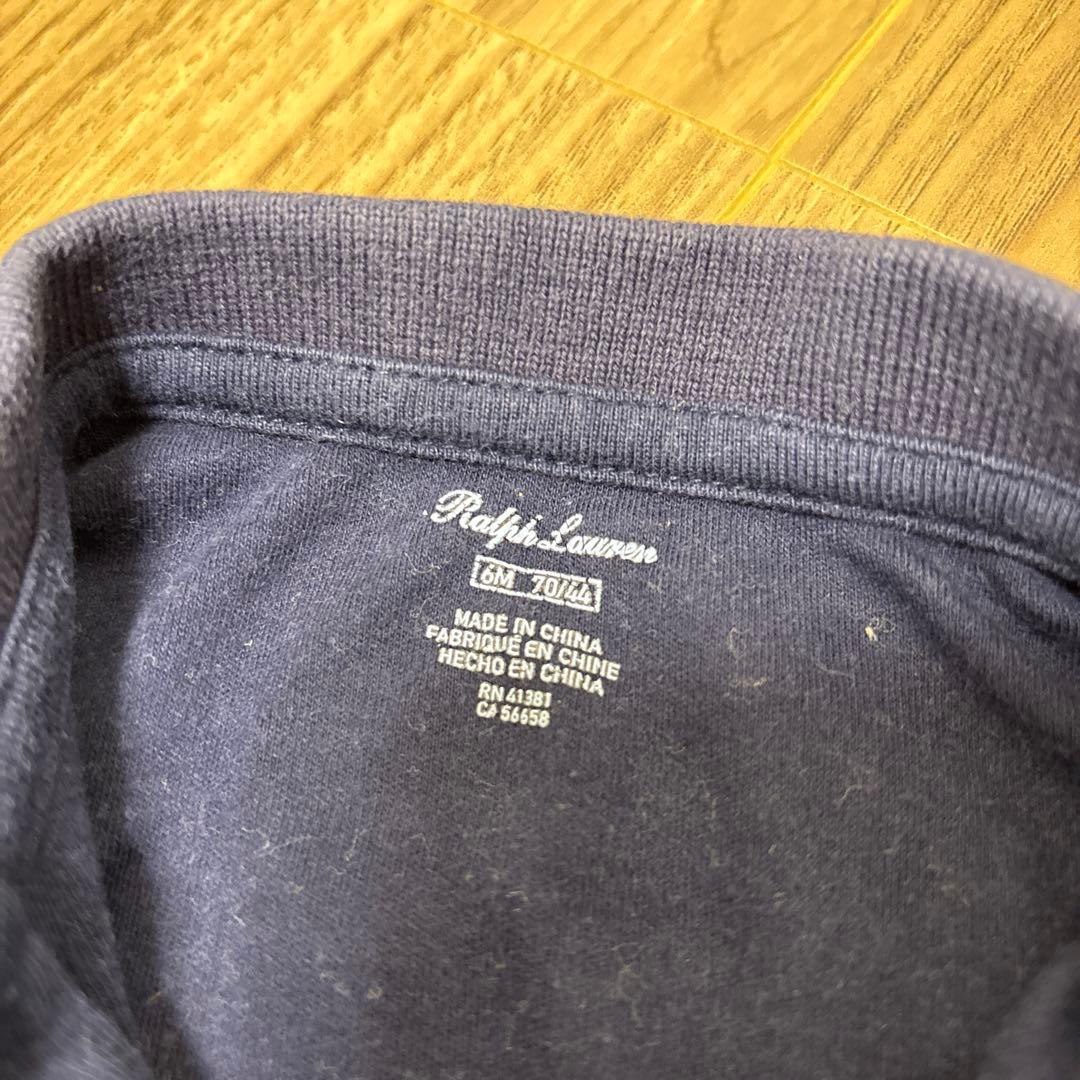 Ralph Lauren
6M 70/44
MADE IN CHINA
FABRIQUÉ EN CHINE
HECHO EN CHINA
RN 41381
CA 56658